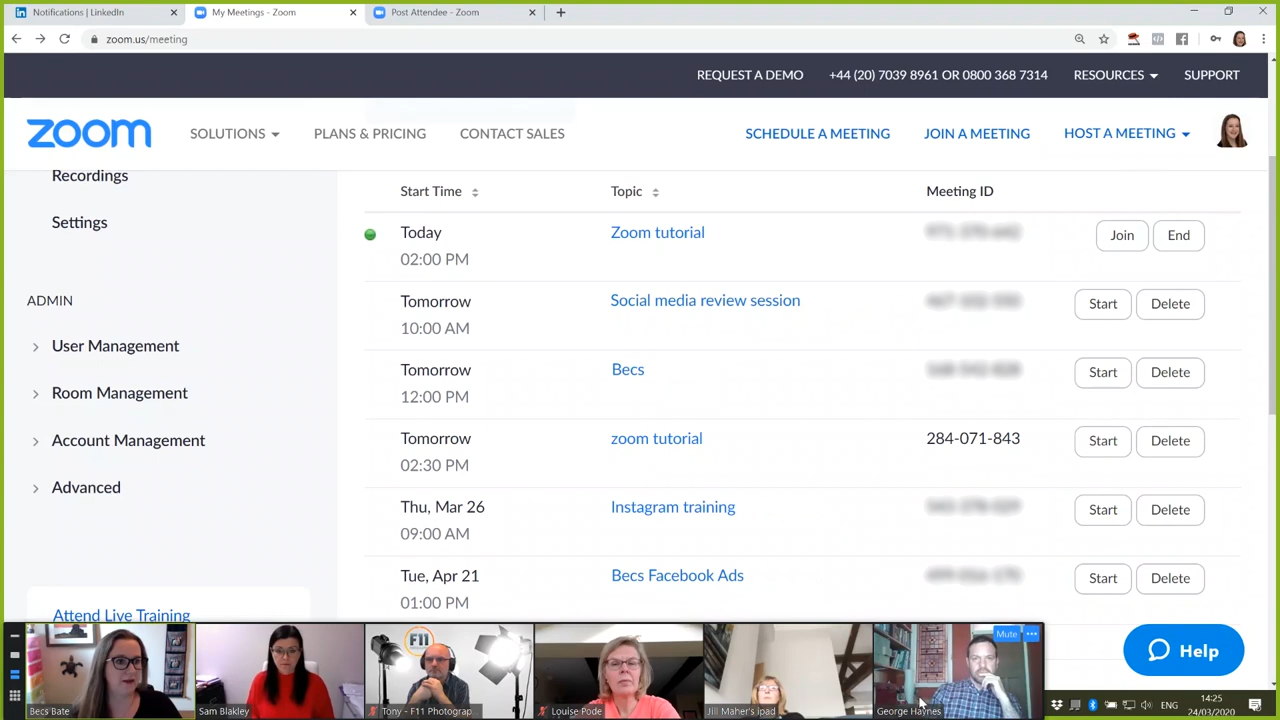 Notifications | LinkedIn
My Meetings - Zoom
Post Attendee - Zoom
zoom.us/meeting
REQUEST A DEMO +44 (20) 7039 8961 OR 0800 368 7314 RESOURCES SUPPORT
zoom SOLUTIONS PLANS & PRICING CONTACT SALES SCHEDULE A MEETING JOIN A MEETING HOST A MEETING
Recordings
Settings
ADMIN
User Management
Room Management
Account Management
Advanced
Attend Live Training
Start Time Topic Meeting ID
Today Zoom tutorial Join End
02:00 PM
Tomorrow Social media review session Start Delete
10:00 AM
Tomorrow Becs Start Delete
12:00 PM
Tomorrow zoom tutorial 284-071-843 Start Delete
02:30 PM
Thu, Mar 26 Instagram training Start Delete
09:00 AM
Tue, Apr 21 Becs Facebook Ads Start Delete
01:00 PM
Help
F11
Mute
Becs Bate
Sam Blakley
Tony - F11 Photograp
Louise Pode
Jill Maher's ipad
George Haynes
ENG
14:25
24/03/2020